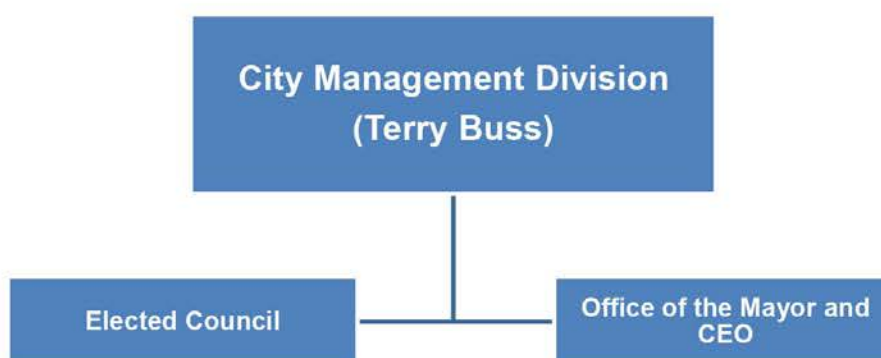 City Management Division
(Terry Buss)
Elected Council
Office of the Mayor and
CEO